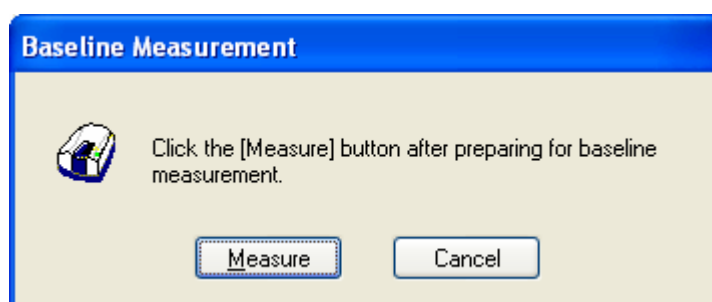 Baseline Measurement
Click the [Measure] button after preparing for baseline
measurement.
Measure Cancel